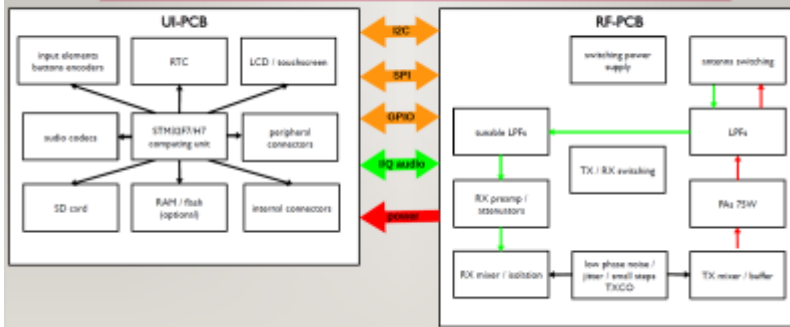 UI-PCB
input elements
buttons encoders
RTC
LCD / touchscreen
audio codecs
STM32F7/H7
computing unit
peripheral
connectors
SD card
RAM / flash
(optional)
internal connectors
I2C
SPI
GPIO
I/Q audio
power
RF-PCB
switching power
supply
antenna switching
tunable LPFs
LPFs
TX / RX switching
RX preamp /
attenuators
PAs 75W
RX mixer / isolation
low phase noise /
jitter / small steps
TXCO
TX mixer / buffer